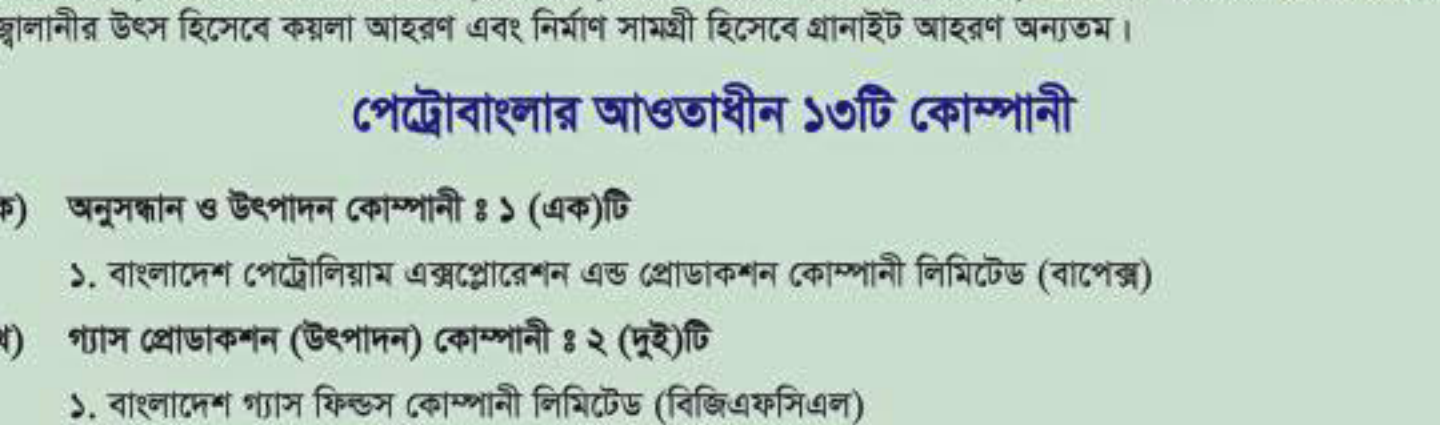 জ্বালানীর উৎস হিসেবে কয়লা আহরণ এবং নির্মাণ সামগ্রী হিসেবে গ্রানাইট আহরণ অন্যতম।
পেট্রোবাংলার আওতাধীন ১৩টি কোম্পানী
ক) অনুসন্ধান ও উৎপাদন কোম্পানী ঃ ১ (এক)টি
১. বাংলাদেশ পেট্রোলিয়াম এক্সপ্লোরেশন এন্ড প্রোডাকশন কোম্পানী লিমিটেড (বাপেক্স)
খ) গ্যাস প্রোডাকশন (উৎপাদন) কোম্পানী ঃ ২ (দুই)টি
১. বাংলাদেশ গ্যাস ফিল্ডস কোম্পানী লিমিটেড (বিজিএফসিএল)